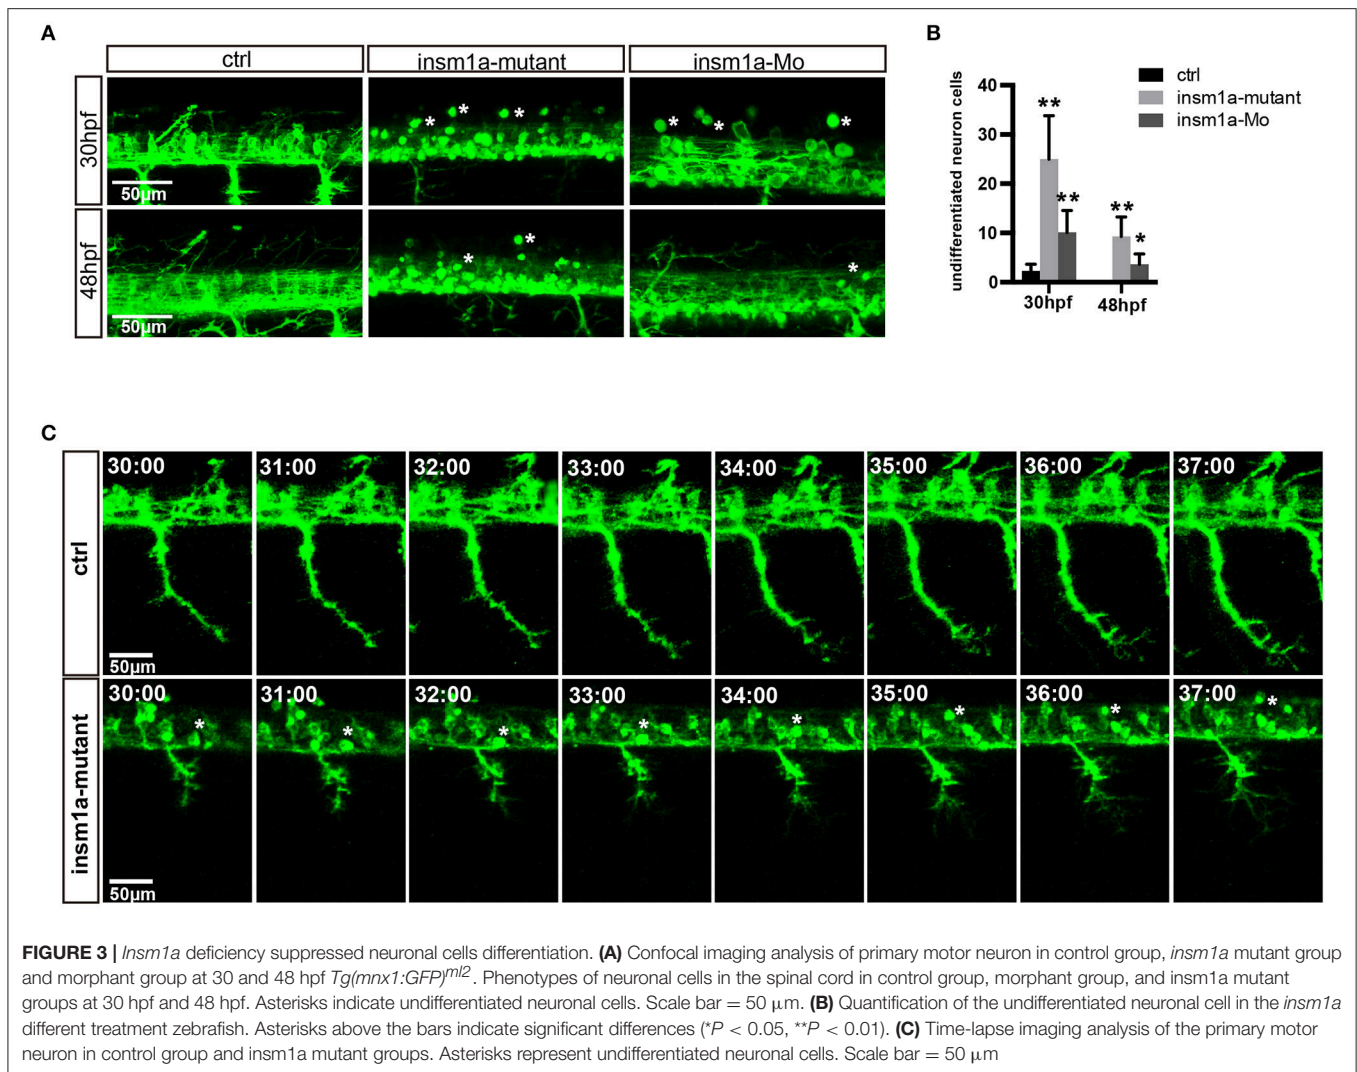 A
ctrl
insm1a-mutant
insm1a-Mo
30hpf
* * *
* * *
50μm
48hpf
*
*
*
50μm
B
undifferentiated neuron cells
40
30
20
10
0
**
**
**
*
30hpf
48hpf
ctrl
insm1a-mutant
insm1a-Mo
C
ctrl
30:00 31:00 32:00 33:00 34:00 35:00 36:00 37:00
50μm
insm1a-mutant
30:00 31:00 32:00 33:00 34:00 35:00 36:00 37:00
* * * * * * * *
50μm
FIGURE 3 | Insm1a deficiency suppressed neuronal cells differentiation. (A) Confocal imaging analysis of primary motor neuron in control group, insm1a mutant group
and morphant group at 30 and 48 hpf Tg(mnx1:GFP)ml2. Phenotypes of neuronal cells in the spinal cord in control group, morphant group, and insm1a mutant
groups at 30 hpf and 48 hpf. Asterisks indicate undifferentiated neuronal cells. Scale bar = 50 μm. (B) Quantification of the undifferentiated neuronal cell in the insm1a
different treatment zebrafish. Asterisks above the bars indicate significant differences (*P < 0.05, **P < 0.01). (C) Time-lapse imaging analysis of the primary motor
neuron in control group and insm1a mutant groups. Asterisks represent undifferentiated neuronal cells. Scale bar = 50 μm